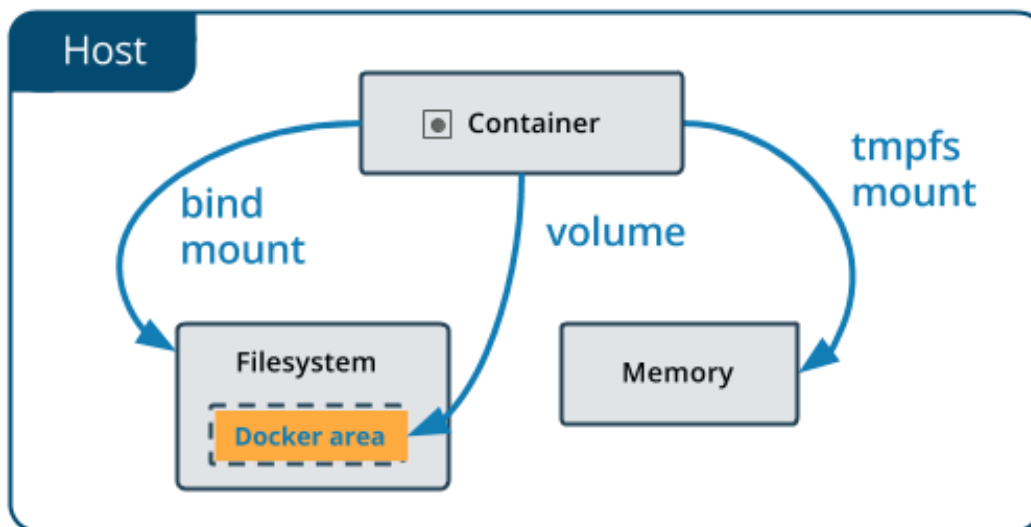 Host
Container
bind
mount
volume
tmpfs
mount
Filesystem
Docker area
Memory